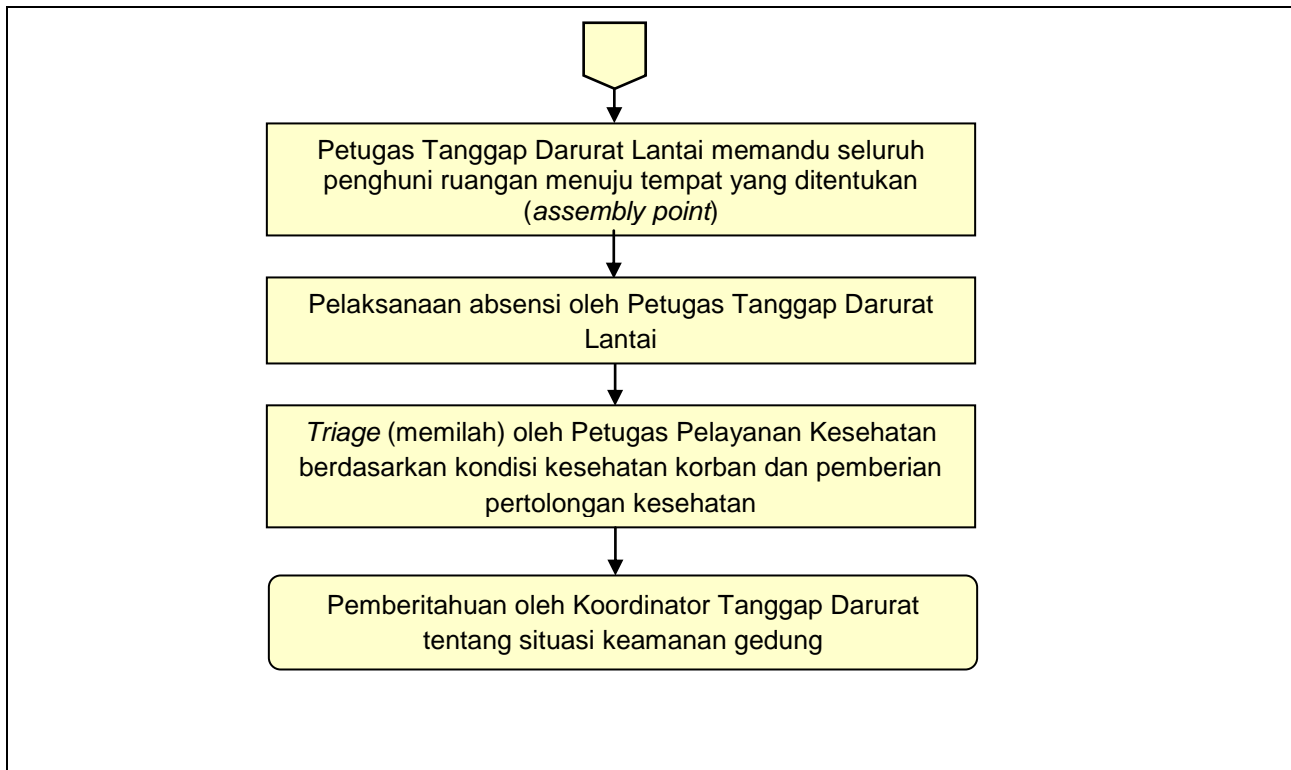 Petugas Tanggap Darurat Lantai memandu seluruh
penghuni ruangan menuju tempat yang ditentukan
(assembly point)
Pelaksanaan absensi oleh Petugas Tanggap Darurat
Lantai
Triage (memilah) oleh Petugas Pelayanan Kesehatan
berdasarkan kondisi kesehatan korban dan pemberian
pertolongan kesehatan
Pemberitahuan oleh Koordinator Tanggap Darurat
tentang situasi keamanan gedung